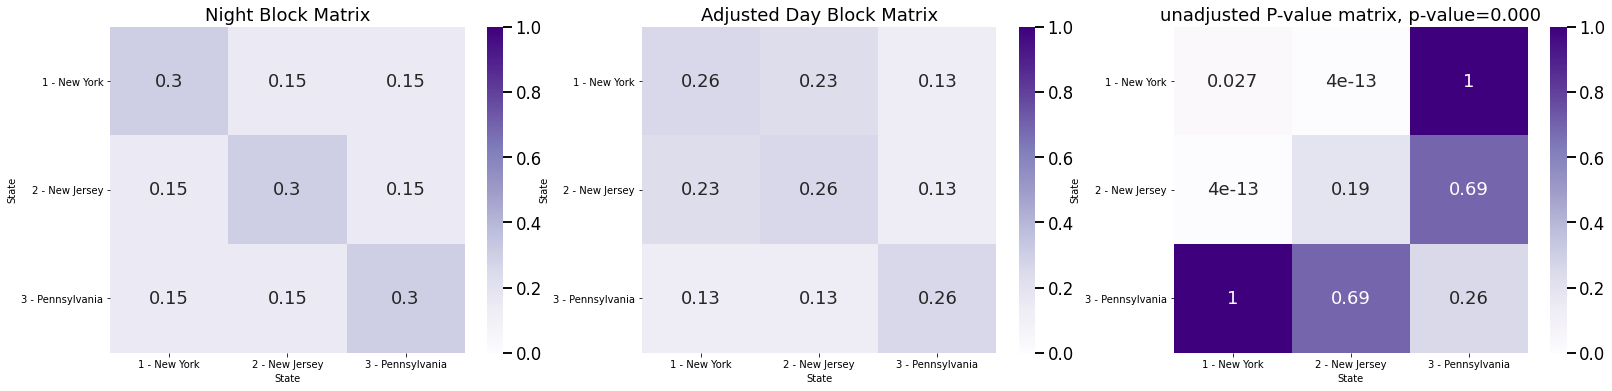 Night Block Matrix
1 - New York
2 - New Jersey
3 - Pennsylvania
State
0.3 0.15 0.15
0.15 0.3 0.15
0.15 0.15 0.3
1 - New York 2 - New Jersey 3 - Pennsylvania
State
1.0
0.8
0.6
0.4
0.2
0.0
Adjusted Day Block Matrix
1 - New York
2 - New Jersey
3 - Pennsylvania
State
0.26 0.23 0.13
0.23 0.26 0.13
0.13 0.13 0.26
1 - New York 2 - New Jersey 3 - Pennsylvania
State
1.0
0.8
0.6
0.4
0.2
0.0
unadjusted P-value matrix, p-value=0.000
1 - New York
2 - New Jersey
3 - Pennsylvania
State
0.027 4e-13 1
4e-13 0.19 0.69
1 0.69 0.26
1 - New York 2 - New Jersey 3 - Pennsylvania
State
1.0
0.8
0.6
0.4
0.2
0.0